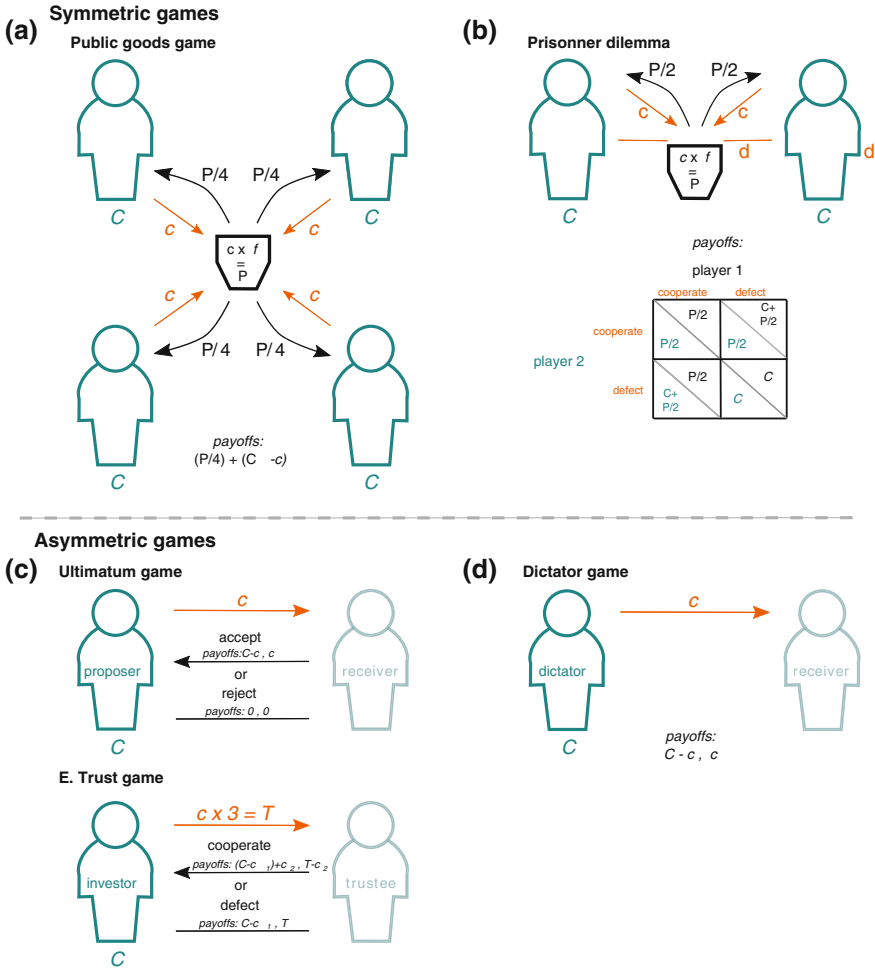 Symmetric games
(a)
Public goods game
P/4
P/4
c
c
C
C
c x f
=
P
c
c
P/ 4
P/ 4
C
C
payoffs:
(P/4) + (C -c)
(b)
Prisonner dilemma
P/2
P/2
c
c
d
d
c x f
=
P
C
C
payoffs:
player 1
cooperate
defect
cooperate
P/2
P/2
C+
P/2
P/2
player 2
defect
P/2
C+
P/2
C
C
Asymmetric games
(c)
Ultimatum game
c
accept
payoffs:C-c , c
or
reject
payoffs: 0 , 0
proposer
receiver
C
(d)
Dictator game
c
dictator
receiver
C
payoffs:
C - c , c
E. Trust game
c x 3 = T
cooperate
payoffs: (C-c 1)+c 2 , T-c 2
or
defect
payoffs: C-c 1 , T
investor
trustee
C